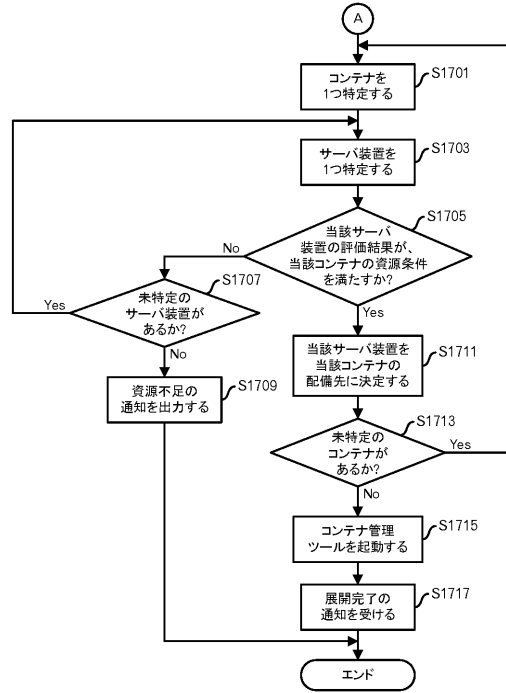 A
コンテナを
1つ特定する
S1701
サーバ装置を
1つ特定する
S1703
当該サーバ
装置の評価結果が、
当該コンテナの資源条件
を満たすか?
S1705
No
Yes
未特定の
サーバ装置が
あるか?
S1707
Yes
No
資源不足の
通知を出力する
S1709
当該サーバ装置を
当該コンテナの
配備先に決定する
S1711
未特定の
コンテナが
あるか?
S1713
Yes
No
コンテナ管理
ツールを起動する
S1715
展開完了の
通知を受ける
S1717
エンド